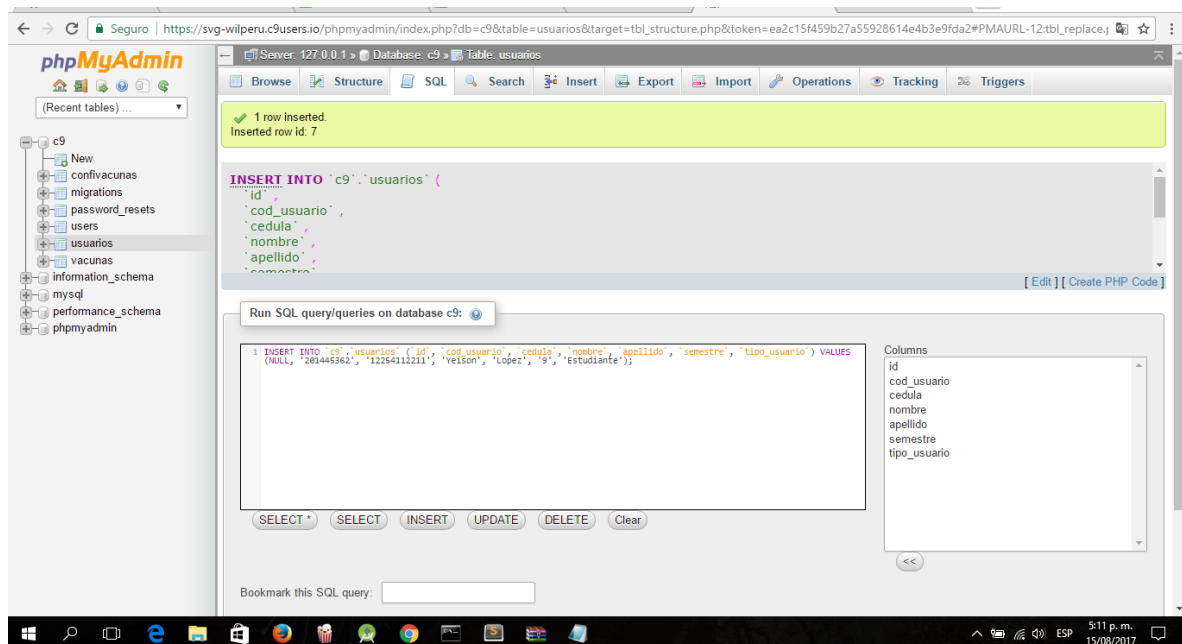 Seguro | https://svg-wilperu.c9users.io/phpmyadmin/index.php?db=c9&table=usuarios&target=tbl_structure.php&token=ea2c15f459b27a55928614e4b3e9fda2#PMAURL-12:tbl_replace.p
phpMyAdmin
(Recent tables) ...
c9
New
confivacunas
migrations
password_resets
users
usuarios
vacunas
information_schema
mysql
performance_schema
phpmyadmin
Server: 127.0.0.1 » Database: c9 » Table: usuarios
Browse Structure SQL Search Insert Export Import Operations Tracking Triggers
1 row inserted.
Inserted row id: 7
INSERT INTO `c9`.`usuarios` (
`id` ,
`cod_usuario` ,
`cedula` ,
`nombre` ,
`apellido` ,
`semestre`
[ Edit ] [ Create PHP Code ]
Run SQL query/queries on database c9:
1 INSERT INTO `c9`.`usuarios` (`id`, `cod_usuario`, `cedula`, `nombre`, `apellido`, `semestre`, `tipo_usuario`) VALUES
(NULL, '201445362', '12254112211', 'Yeison', 'Lopez', '9', 'Estudiante');
Columns
id
cod_usuario
cedula
nombre
apellido
semestre
tipo_usuario
SELECT * SELECT INSERT UPDATE DELETE Clear
<<
Bookmark this SQL query:
ESP
5:11 p. m.
15/08/2017